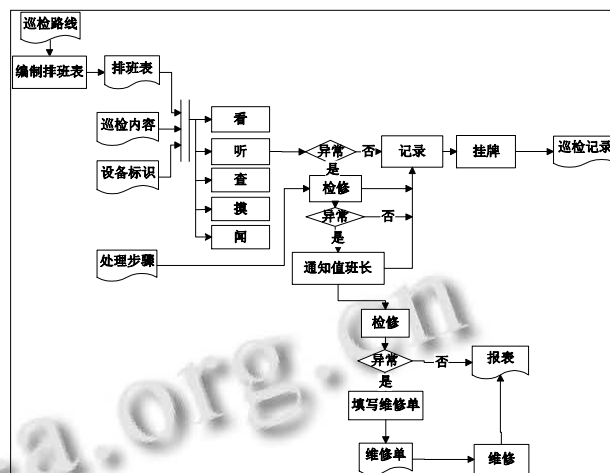 巡检路线
编制排班表
排班表
巡检内容
设备标识
看
听
查
摸
闻
异常
否
记录
挂牌
巡检记录
是
检修
异常
否
是
处理步骤
通知值班长
检修
异常
否
报表
是
填写维修单
维修单
维修
a.org.cn